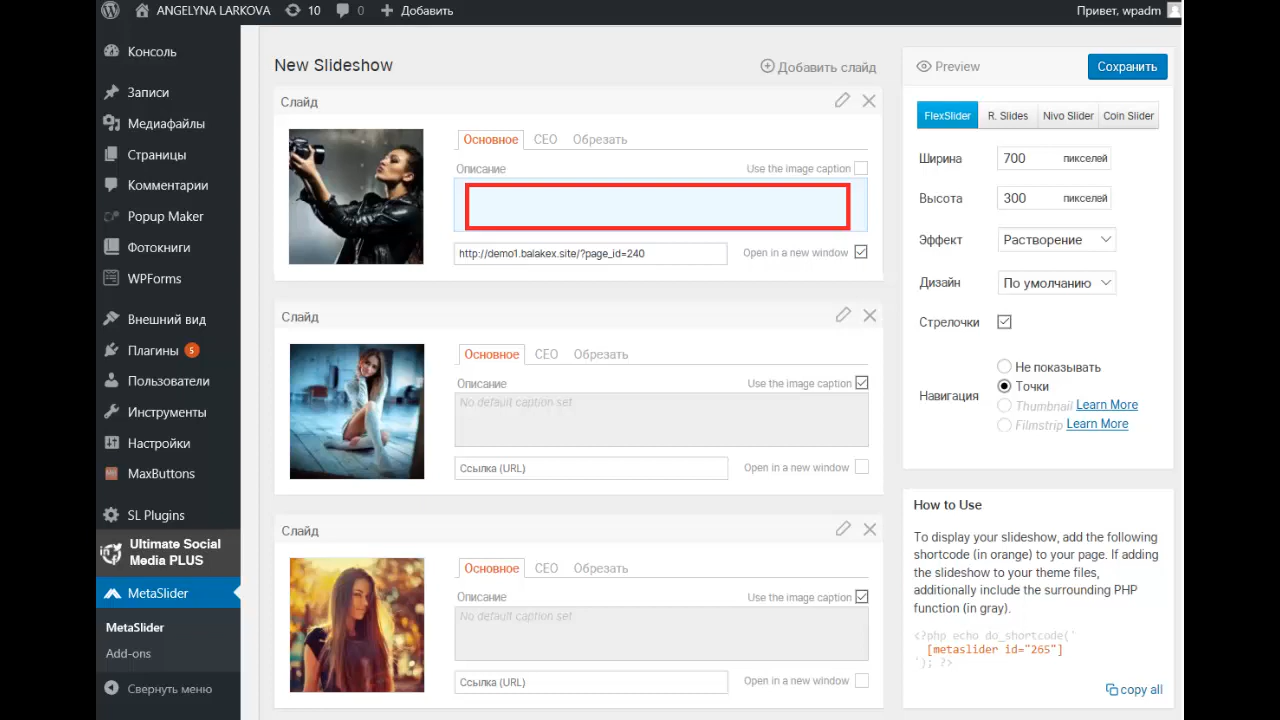 ANGELYNA LARKOVA 10 0 Добавить Привет, wpadm
Консоль
Записи
Медиафайлы
Страницы
Комментарии
Popup Maker
Фотокниги
WPForms
Внешний вид
Плагины 5
Пользователи
Инструменты
Настройки
MaxButtons
SL Plugins
Ultimate Social
Media PLUS
MetaSlider
MetaSlider
Add-ons
Свернуть меню
New Slideshow
Добавить слайд
Слайд
Основное СЕО Обрезать
Описание Use the image caption
http://demo1.balakex.site/?page_id=240 Open in a new window
Слайд
Основное СЕО Обрезать
Описание Use the image caption
No default caption set
Ссылка (URL) Open in a new window
Слайд
Основное СЕО Обрезать
Описание Use the image caption
No default caption set
Ссылка (URL) Open in a new window
Preview Сохранить
FlexSlider R. Slides Nivo Slider Coin Slider
Ширина 700 пикселей
Высота 300 пикселей
Эффект Растворение
Дизайн По умолчанию
Стрелочки
Навигация
Не показывать
Точки
Thumbnail Learn More
Filmstrip Learn More
How to Use
To display your slideshow, add the following
shortcode (in orange) to your page. If adding
the slideshow to your theme files,
additionally include the surrounding PHP
function (in gray).
<?php echo do_shortcode('
[metaslider id="265"]
'); ?>
copy all